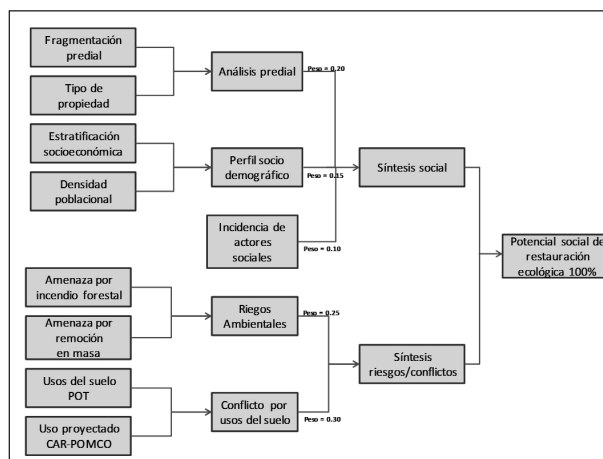 Fragmentación
predial
Tipo de
propiedad
Análisis predial
Peso = 0.20
Estratificación
socioeconómica
Densidad
poblacional
Perfil socio
demográfico
Peso = 0.15
Incidencia de
actores
sociales
Peso = 0.10
Síntesis social
Amenaza por
incendio forestal
Amenaza por
remoción
en masa
Riegos
Ambientales
Peso = 0.25
Usos del suelo
POT
Uso proyectado
CAR-POMCO
Conflicto por
usos del suelo
Peso = 0.30
Síntesis
riesgos/conflictos
Potencial social de
restauración
ecológica 100%